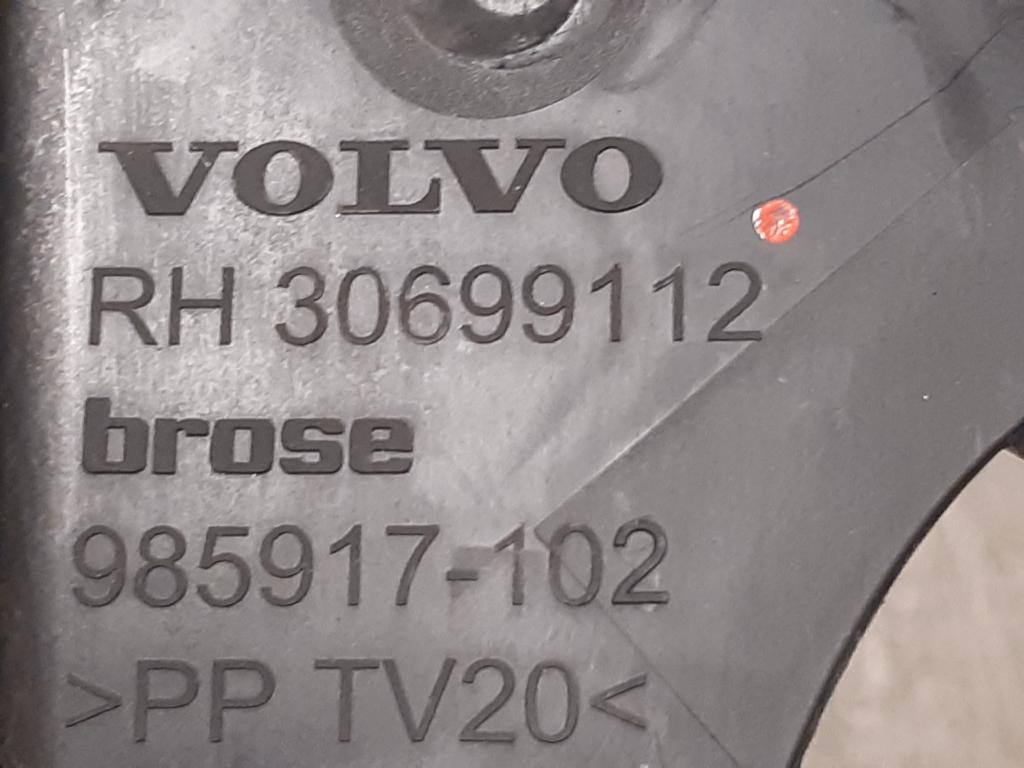 VOLVO
RH 30699112
brose
985917-102
>PP TV20<